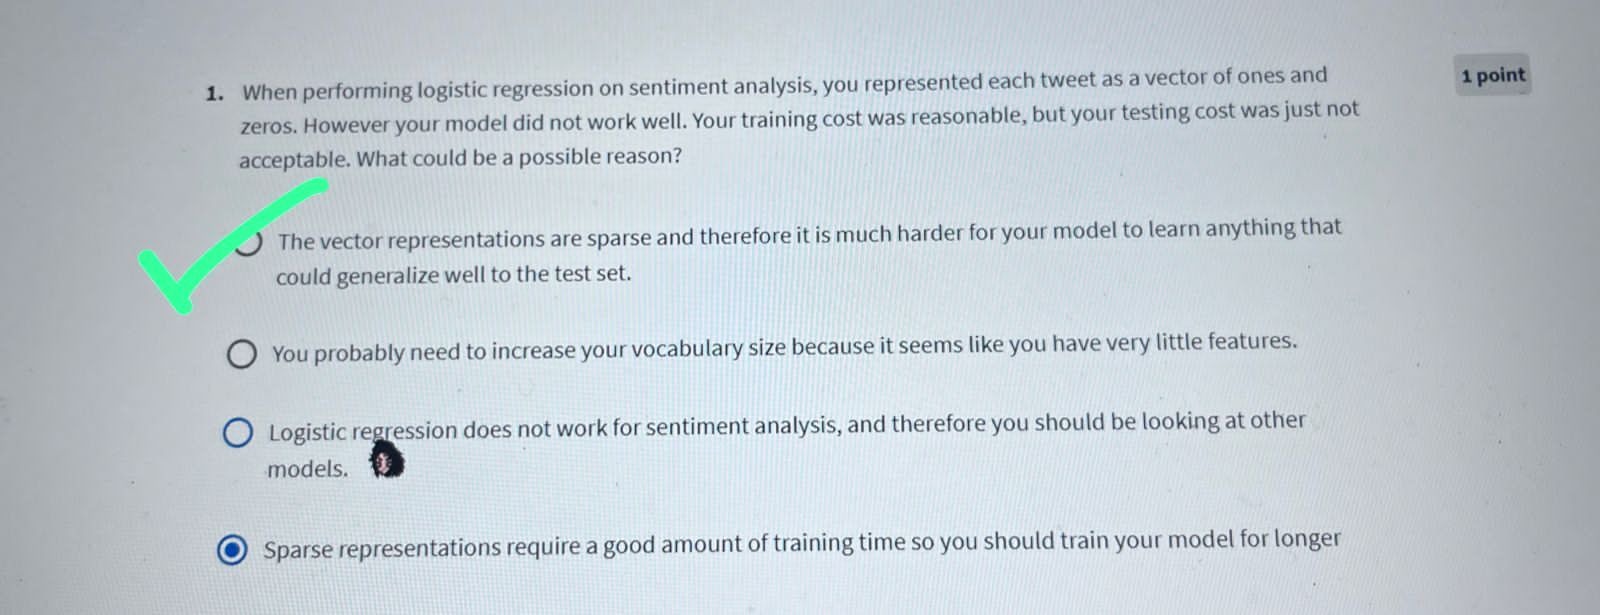 1. When performing logistic regression on sentiment analysis, you represented each tweet as a vector of ones and
1 point
zeros. However your model did not work well. Your training cost was reasonable, but your testing cost was just not
acceptable. What could be a possible reason?
The vector representations are sparse and therefore it is much harder for your model to learn anything that
could generalize well to the test set.
You probably need to increase your vocabulary size because it seems like you have very little features.
Logistic regression does not work for sentiment analysis, and therefore you should be looking at other
models.
Sparse representations require a good amount of training time so you should train your model for longer